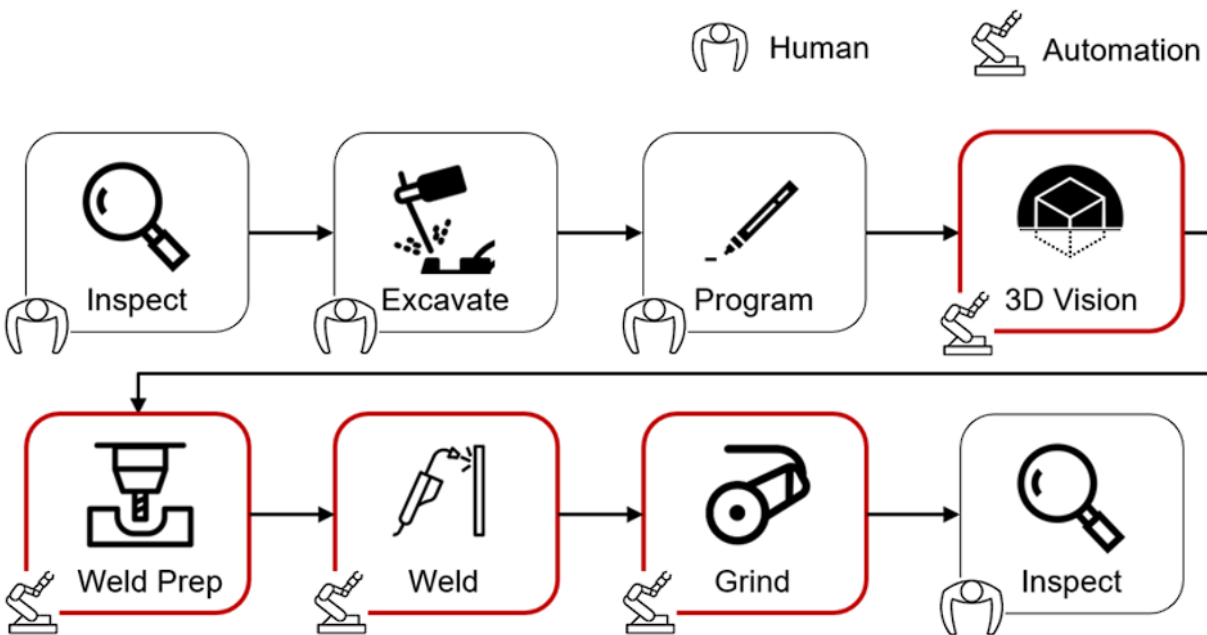 Human
Automation
Inspect
Excavate
Program
3D Vision
Weld Prep
Weld
Grind
Inspect